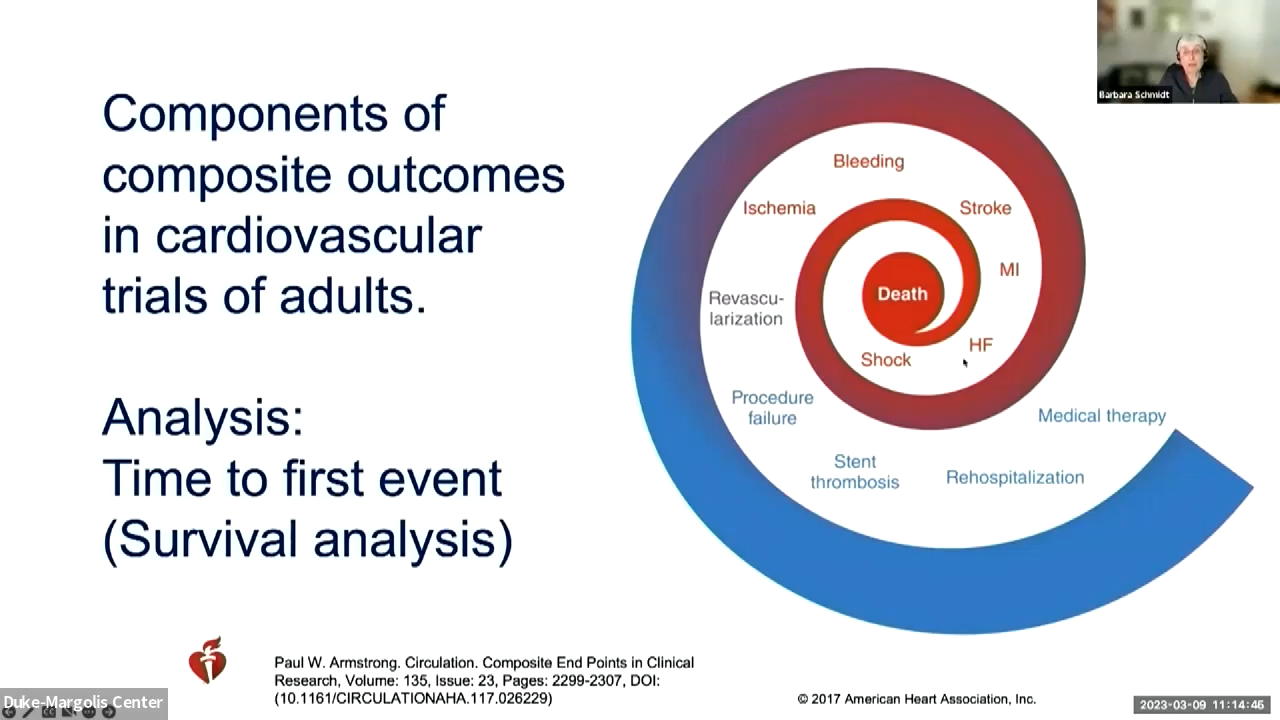 Components of
composite outcomes
in cardiovascular
trials of adults.
Analysis:
Time to first event
(Survival analysis)
Barbara Schmidt
Bleeding
Ischemia
Stroke
MI
Death
Revascu-
larization
HF
Shock
Procedure
failure
Medical therapy
Stent
thrombosis
Rehospitalization
Paul W. Armstrong. Circulation. Composite End Points in Clinical
Research, Volume: 135, Issue: 23, Pages: 2299-2307, DOI:
(10.1161/CIRCULATIONAHA.117.026229)
© 2017 American Heart Association, Inc.
Duke-Margolis Center
2023-03-09 11:14:46